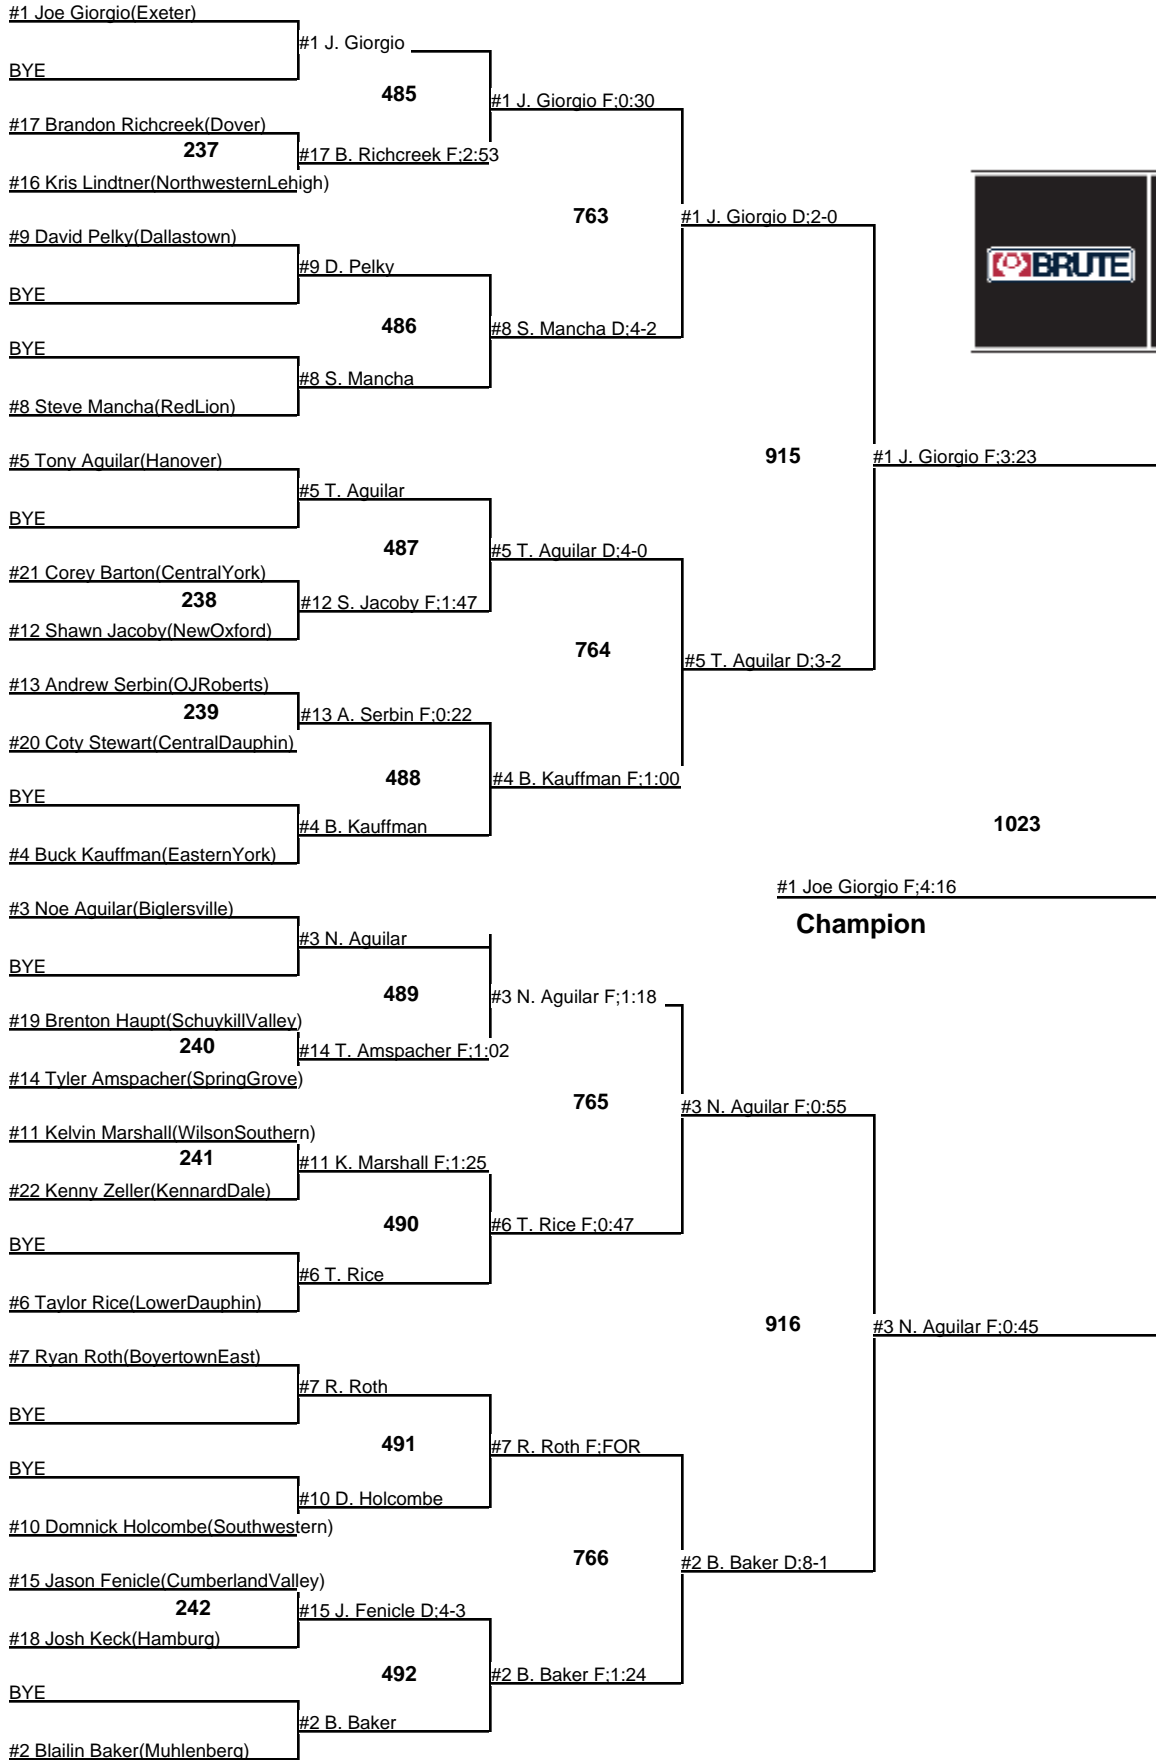 #1 Joe Giorgio(Exeter)
#1 J. Giorgio
BYE
485
#1 J. Giorgio F;0:30
#17 Brandon Richcreek(Dover)
237
#17 B. Richcreek F;2:53
#16 Kris Lindtner(NorthwesternLehigh)
763
#1 J. Giorgio D;2-0
#9 David Pelky(Dallastown)
#9 D. Pelky
BRUTE
BYE
486
#8 S. Mancha D;4-2
BYE
#8 S. Mancha
#8 Steve Mancha(RedLion)
915
#1 J. Giorgio F;3:23
#5 Tony Aguilar(Hanover)
#5 T. Aguilar
BYE
487
#5 T. Aguilar D;4-0
#21 Corey Barton(CentralYork)
238
#12 S. Jacoby F;1:47
#12 Shawn Jacoby(NewOxford)
764
#5 T. Aguilar D;3-2
#13 Andrew Serbin(OJRoberts)
239
#13 A. Serbin F;0:22
#20 Coty Stewart(CentralDauphin)
488
#4 B. Kauffman F;1:00
BYE
#4 B. Kauffman
1023
#4 Buck Kauffman(EasternYork)
#1 Joe Giorgio F;4:16
Champion
#3 Noe Aguilar(Biglersville)
#3 N. Aguilar
BYE
489
#3 N. Aguilar F;1:18
#19 Brenton Haupt(SchuykillValley)
240
#14 T. Amspacher F;1:02
#14 Tyler Amspacher(SpringGrove)
765
#3 N. Aguilar F;0:55
#11 Kelvin Marshall(WilsonSouthern)
241
#11 K. Marshall F;1:25
#22 Kenny Zeller(KennardDale)
490
#6 T. Rice F;0:47
BYE
#6 T. Rice
#6 Taylor Rice(LowerDauphin)
916
#3 N. Aguilar F;0:45
#7 Ryan Roth(BoyertownEast)
#7 R. Roth
BYE
491
#7 R. Roth F;FOR
BYE
#10 D. Holcombe
#10 Domnick Holcombe(Southwestern)
766
#2 B. Baker D;8-1
#15 Jason Fenicle(CumberlandValley)
242
#15 J. Fenicle D;4-3
#18 Josh Keck(Hamburg)
492
#2 B. Baker F;1:24
BYE
#2 B. Baker
#2 Blailin Baker(Muhlenberg)